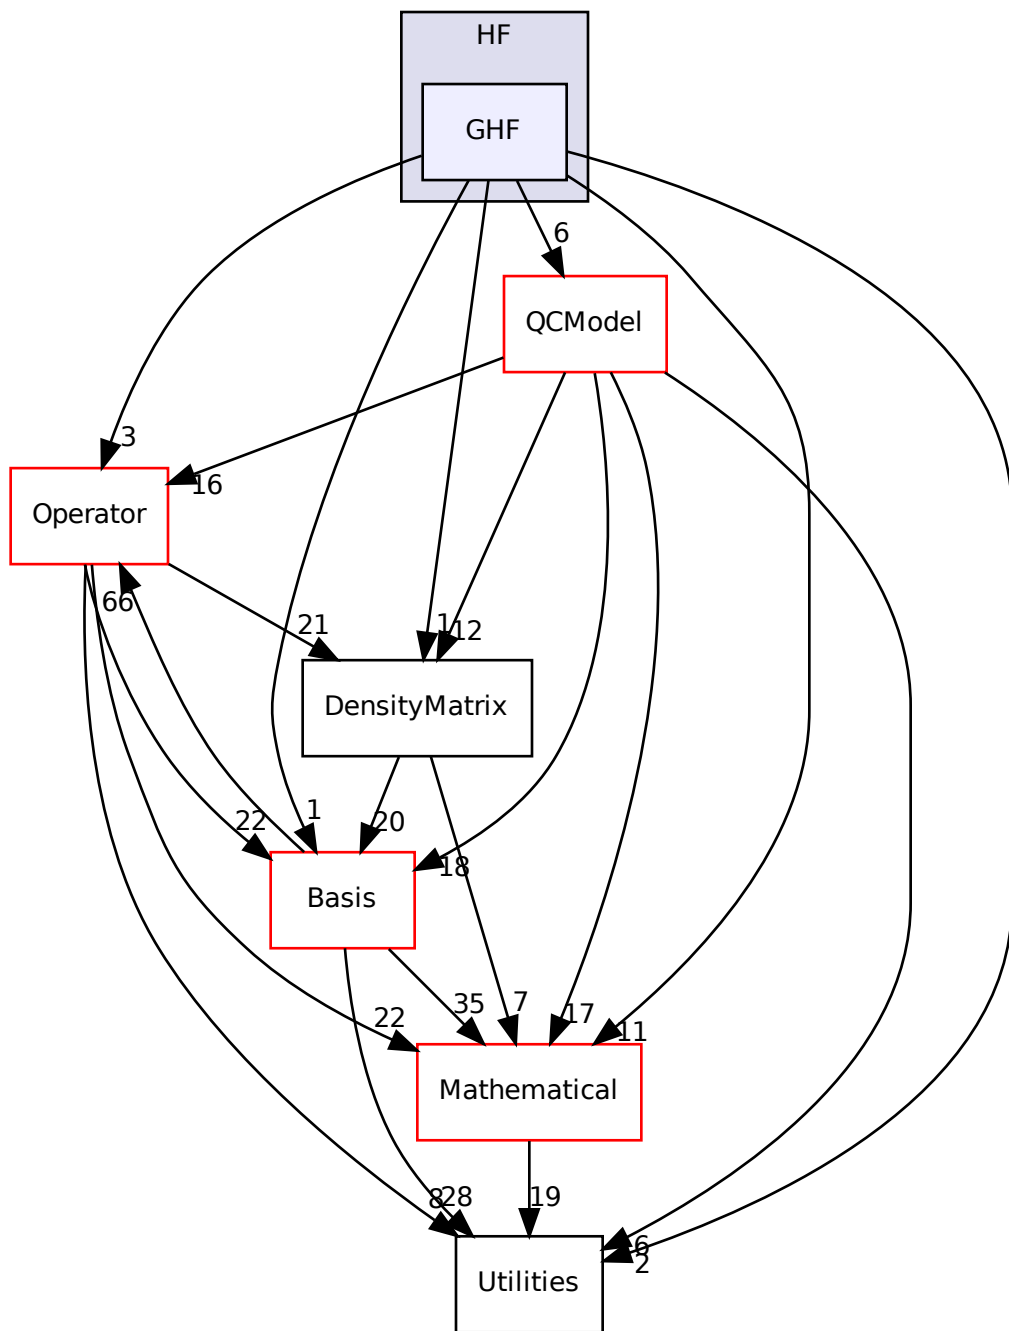 HF
GHF
6
QCModel
3
16
Operator
66
21
1
12
DensityMatrix
22
1
20
18
Basis
35
7
17
22
11
Mathematical
8
28
19
6
2
Utilities